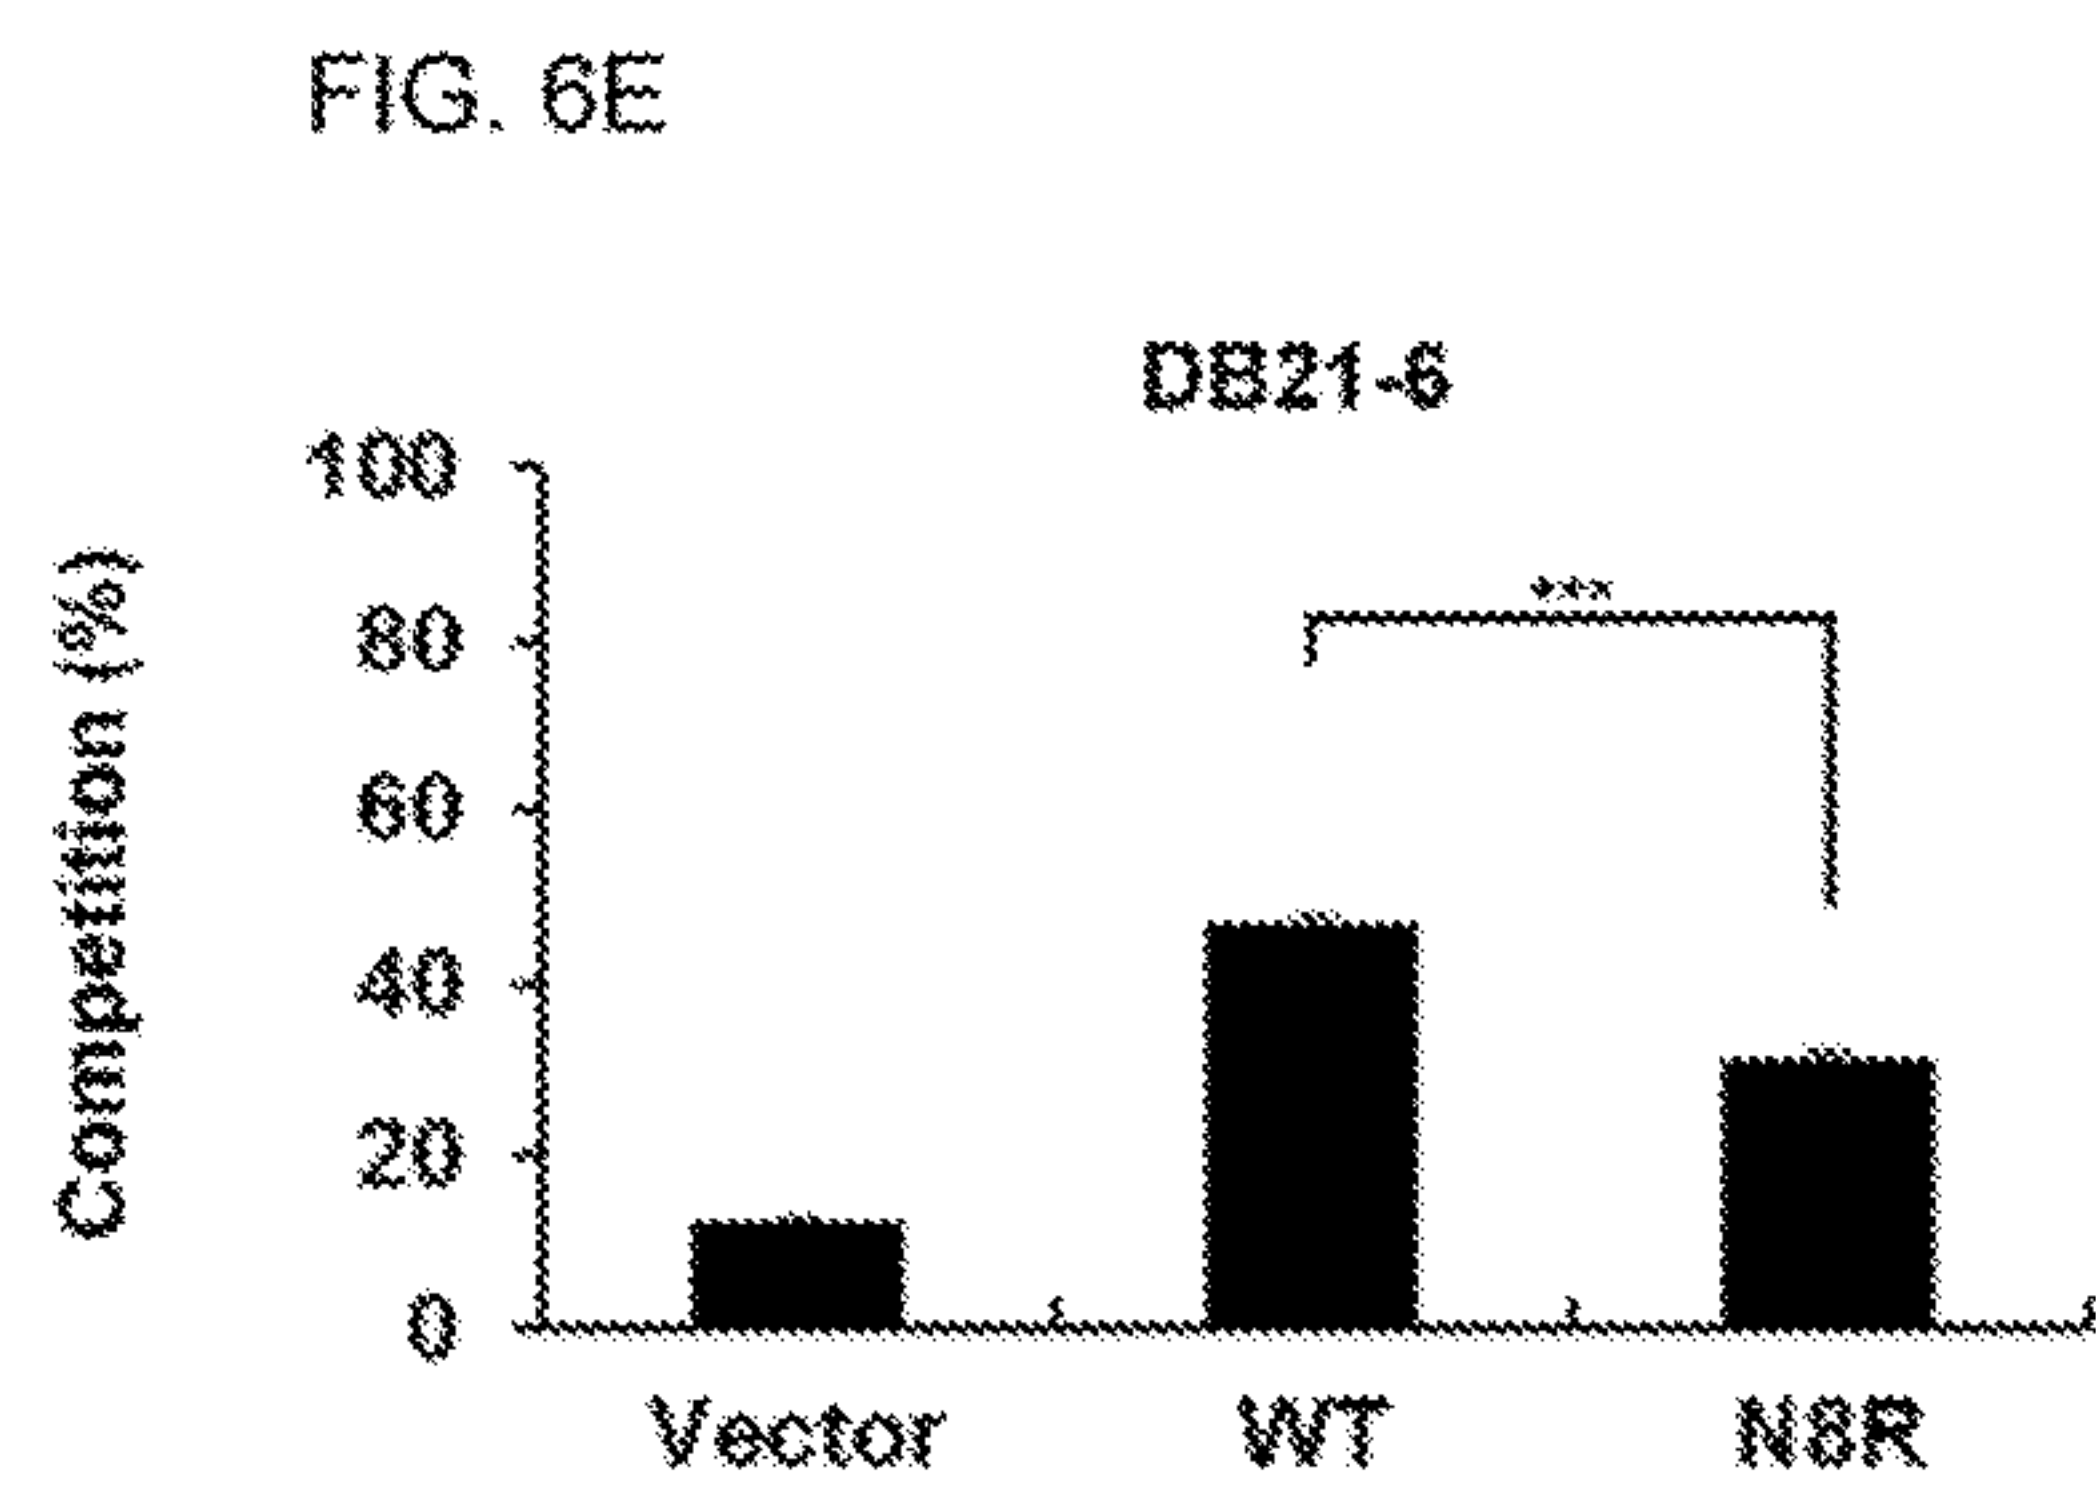 FIG. 6E
DB21-6
100
80
60
40
20
0
Competition (%)
***
Vector WT N8R